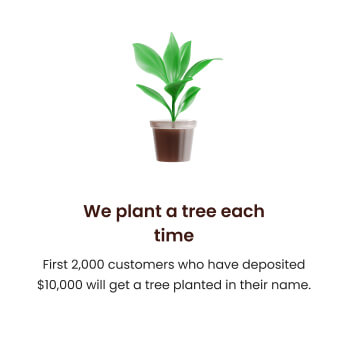 We plant a tree each
time
First 2,000 customers who have deposited
$10,000 will get a tree planted in their name.